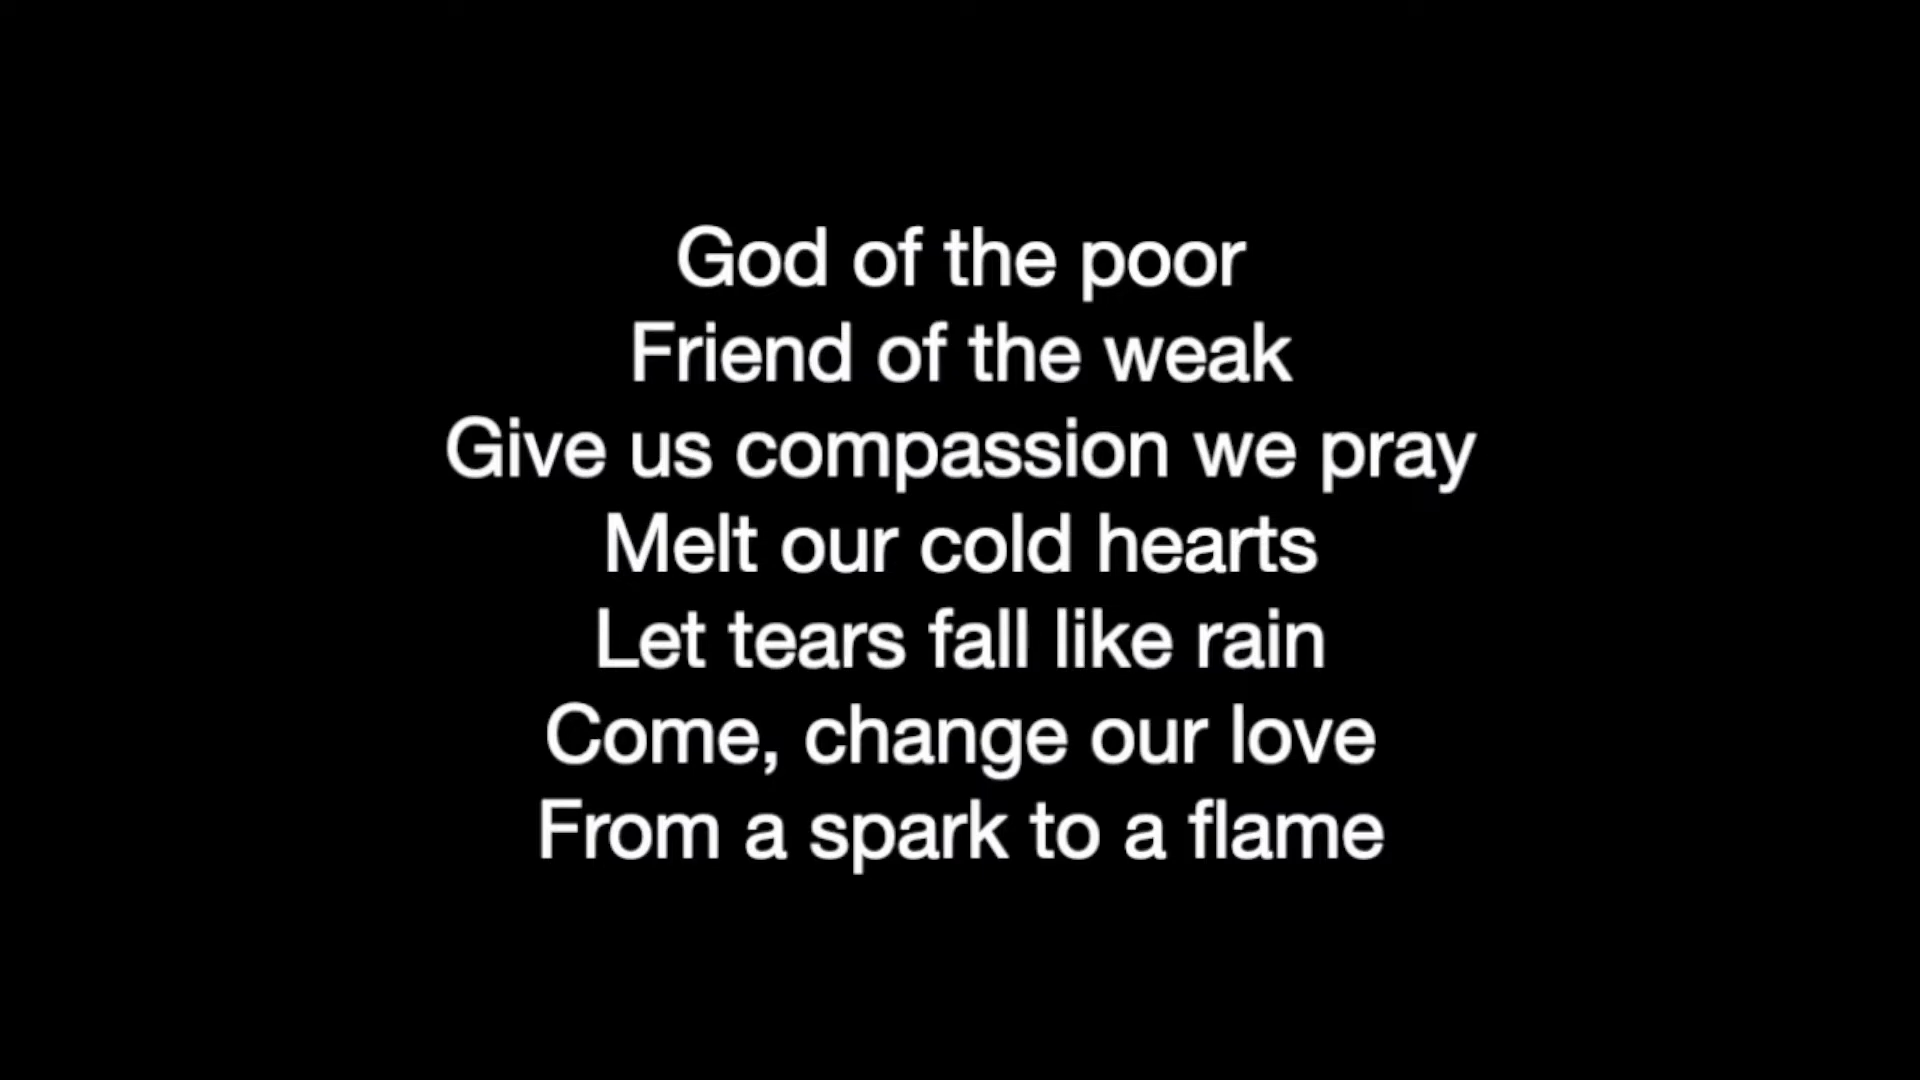 God of the poor
Friend of the weak
Give us compassion we pray
Melt our cold hearts
Let tears fall like rain
Come, change our love
From a spark to a flame